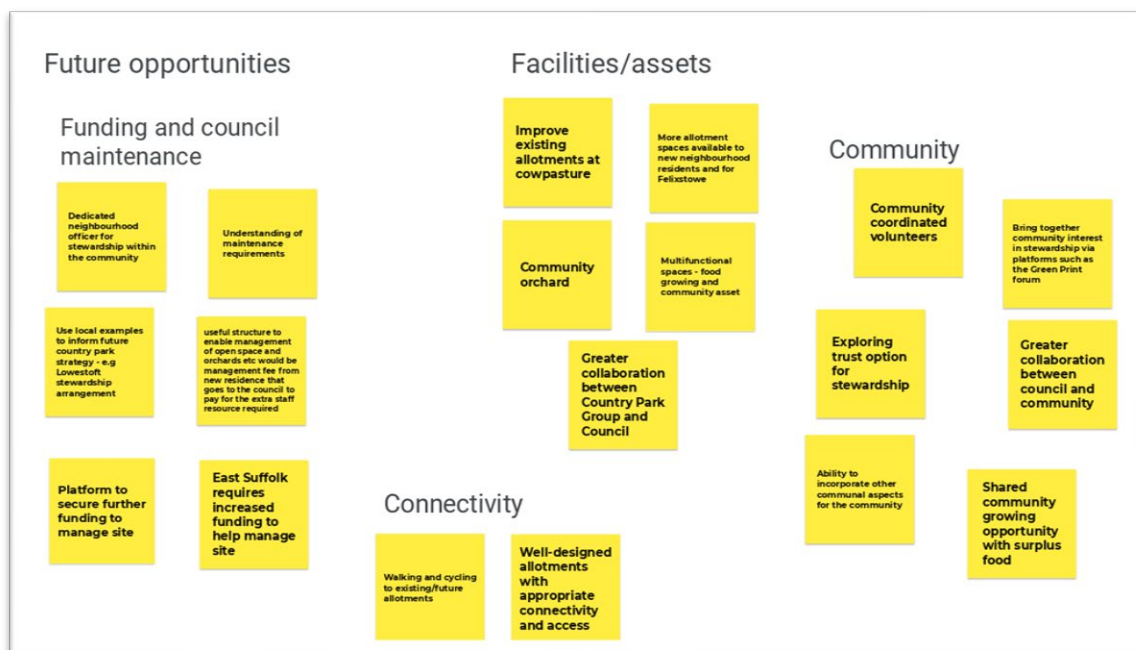 Future opportunities
Funding and council
maintenance
Dedicated
neighbourhood
officer for
stewardship within
the community
Understanding of
maintenance
requirements
Use local examples
to inform future
country park
strategy - e.g
Lowestoft
stewardship
arrangement
useful structure to
enable management
of open space and
orchards etc would be
management fee from
new residence that
goes to the council to
pay for the extra staff
resource required
Platform to
secure further
funding to
manage site
East Suffolk
requires
increased
funding to
help manage
site
Facilities/assets
Improve
existing
allotments at
cowpasture
More allotment
spaces available to
new neighbourhood
residents and for
Felixstowe
Community
orchard
Multifunctional
spaces - food
growing and
community asset
Greater
collaboration
between
Country Park
Group and
Council
Connectivity
Walking and cycling
to existing/future
allotments
Well-designed
allotments
with
appropriate
connectivity
and access
Community
Community
coordinated
volunteers
Bring together
community interest
in stewardship via
platforms such as
the Green Print
forum
Exploring
trust option
for
stewardship
Greater
collaboration
between
council and
community
Ability to
incorporate other
communal aspects
for the community
Shared
community
growing
opportunity
with surplus
food